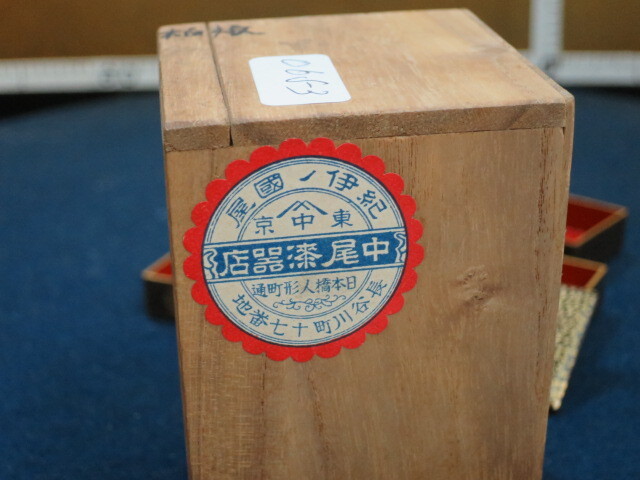 0663
屋國ノ伊紀
京 東
中
店器漆尾中
通町形人橋本日
地番七十町川谷長